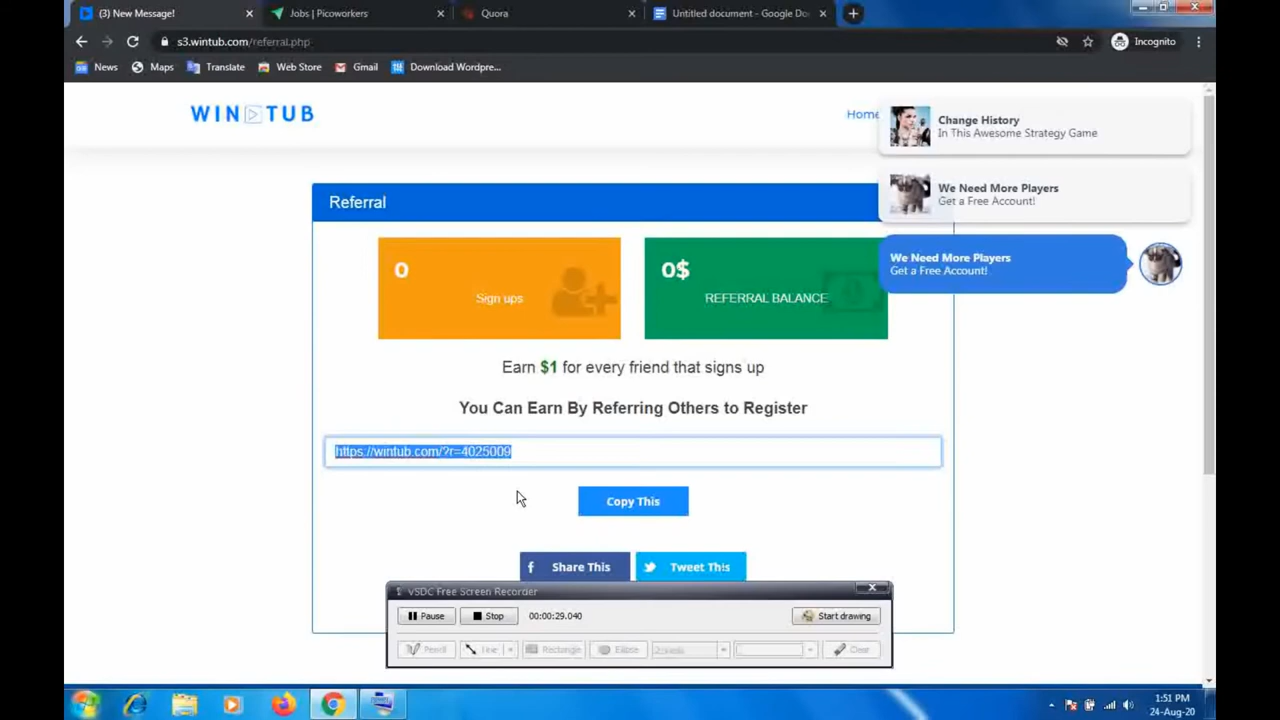 (3) New Message!
Jobs | Picoworkers
Quora
Untitled document - Google Do
s3.wintub.com/referral.php
Incognito
News
Maps
Translate
Web Store
Gmail
Download Wordpre...
WIN TUB
Home
Change History
In This Awesome Strategy Game
We Need More Players
Get a Free Account!
We Need More Players
Get a Free Account!
Referral
0
Sign ups
0$
REFERRAL BALANCE
Earn $1 for every friend that signs up
You Can Earn By Referring Others to Register
https://wintub.com/?r=4025009
Copy This
Share This
Tweet This
VSDC Free Screen Recorder
Pause
Stop
00:00:29.040
Start drawing
Pencil
Line
Rectangle
Ellipse
Clear
1:51 PM
24-Aug-20